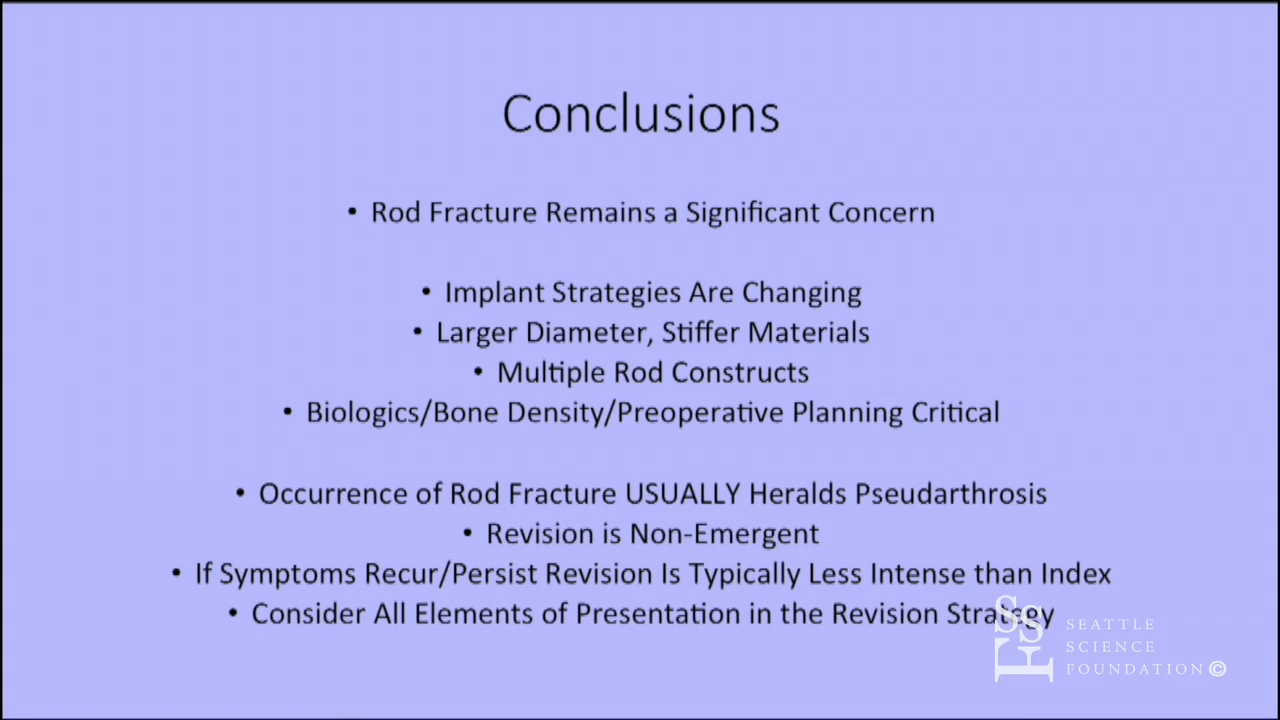 Conclusions
• Rod Fracture Remains a Significant Concern
• Implant Strategies Are Changing
• Larger Diameter, Stiffer Materials
• Multiple Rod Constructs
• Biologics/Bone Density/Preoperative Planning Critical
• Occurrence of Rod Fracture USUALLY Heralds Pseudarthrosis
• Revision is Non-Emergent
• If Symptoms Recur/Persist Revision Is Typically Less Intense than Index
• Consider All Elements of Presentation in the Revision Strategy
SSF
SEATTLE
SCIENCE
FOUNDATION©